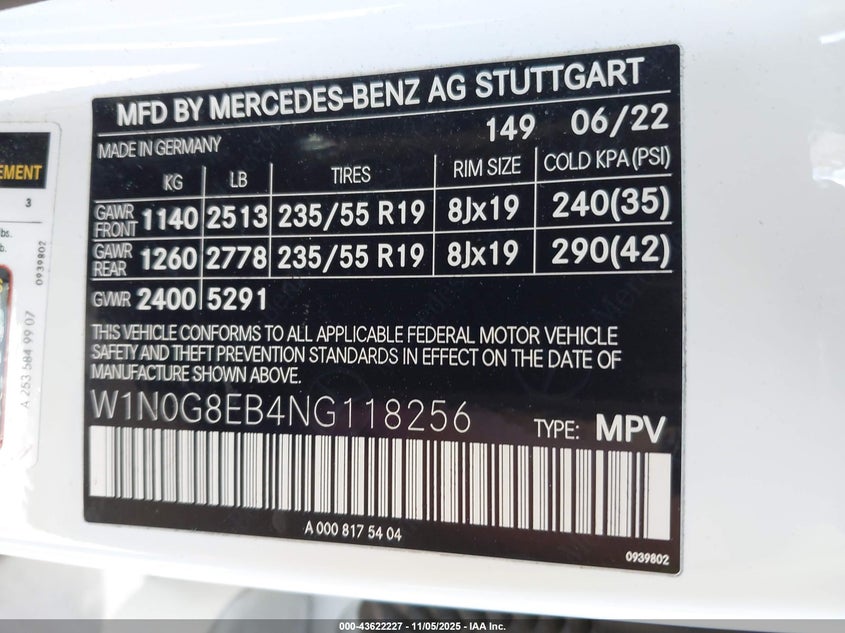 MFD BY MERCEDES-BENZ AG STUTTGART
149 06/22
MADE IN GERMANY
KG LB TIRES RIM SIZE COLD KPA (PSI)
GAWR FRONT 1140 2513 235/55 R19 8Jx19 240(35)
GAWR REAR 1260 2778 235/55 R19 8Jx19 290(42)
GVWR 2400 5291
THIS VEHICLE CONFORMS TO ALL APPLICABLE FEDERAL MOTOR VEHICLE
SAFETY AND THEFT PREVENTION STANDARDS IN EFFECT ON THE DATE OF
MANUFACTURE SHOWN ABOVE.
W1N0G8EB4NG118256 TYPE: MPV
A 000 817 54 04
0939802
EMENT
3
lbs.
b.
0939802
A 253 584 99 07
000-43622227 - 11/05/2025 - IAA Inc.